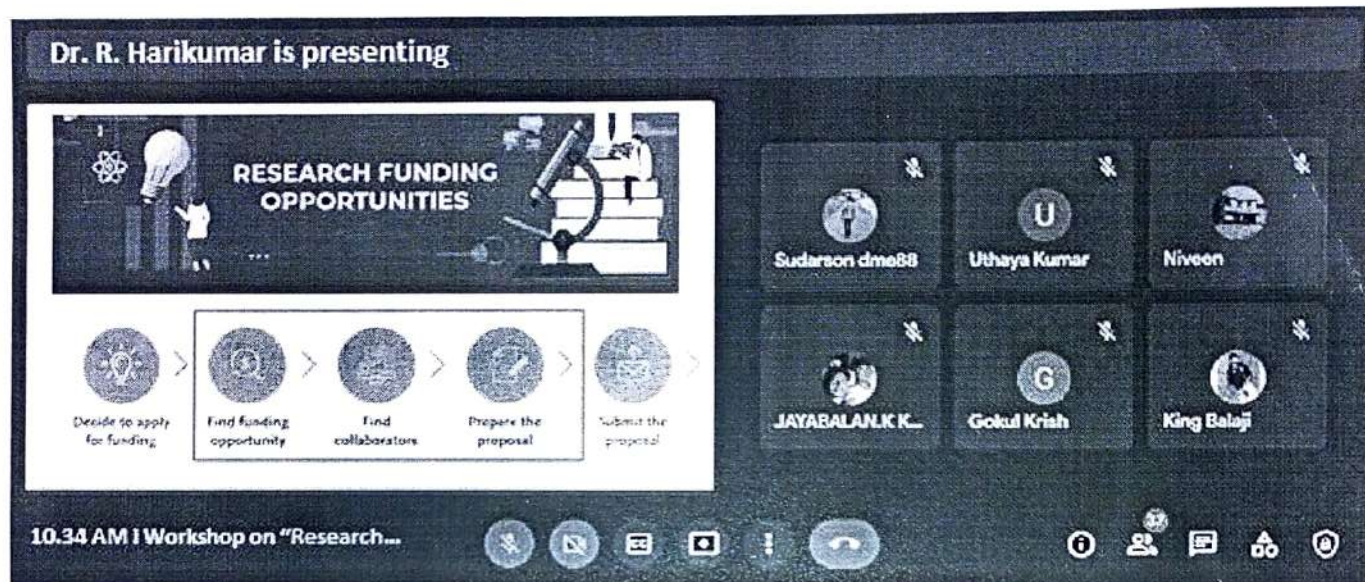 Dr. R. Harikumar is presenting
RESEARCH FUNDING
OPPORTUNITIES
Decide to apply
for funding
Find funding
opportunity
Find
collaborators
Prepare the
proposal
Submit the
proposal
Sudarson dme88
U
Uthaya Kumar
Niveen
JAYABALAN.K K...
G
Gokul Krish
King Balaji
10.34 AM I Workshop on “Research...
CC
37